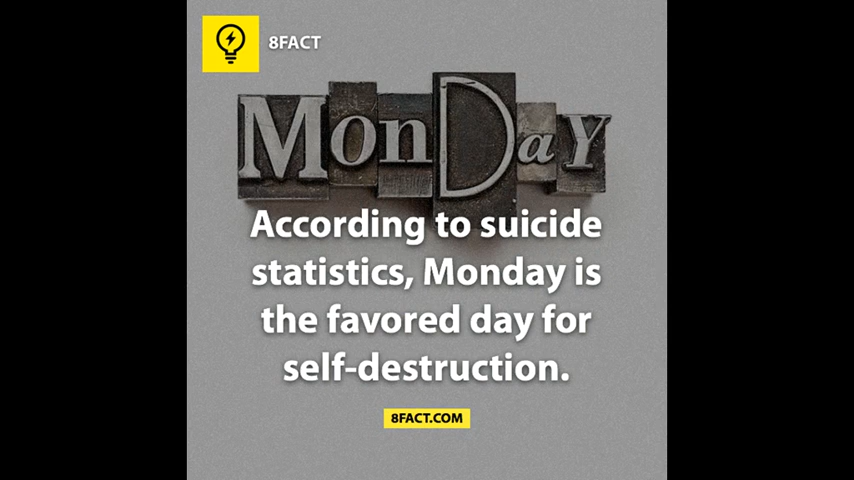 8FACT
MonDay
According to suicide
statistics, Monday is
the favored day for
self-destruction.
8FACT.COM